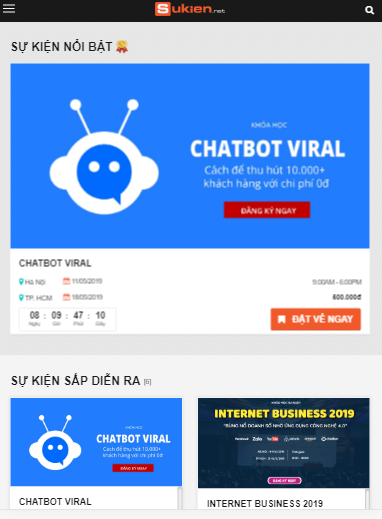 Sukien.net
SỰ KIỆN NỔI BẬT
KHÓA HỌC
CHATBOT VIRAL
Cách để thu hút 10.000+
khách hàng với chi phí 0đ
ĐĂNG KÝ NGAY
CHATBOT VIRAL
Hà Nội 11/05/2019 9:00AM - 6:00PM
TP. HCM 18/05/2019 500.000đ
08 : 09 : 47 : 10
Ngày Giờ Phút Giây
ĐẶT VÉ NGAY
SỰ KIỆN SẮP DIỄN RA [6]
KHÓA HỌC
CHATBOT VIRAL
Cách để thu hút 10.000+
khách hàng với chi phí 0đ
ĐĂNG KÝ NGAY
CHATBOT VIRAL
INTERNET BUSINESS 2019
"BÙNG NỔ DOANH SỐ NHỜ ỨNG DỤNG CÔNG NGHỆ 4.0"
facebook Zalo YouTube
ĐĂNG KÝ NGAY
INTERNET BUSINESS 2019